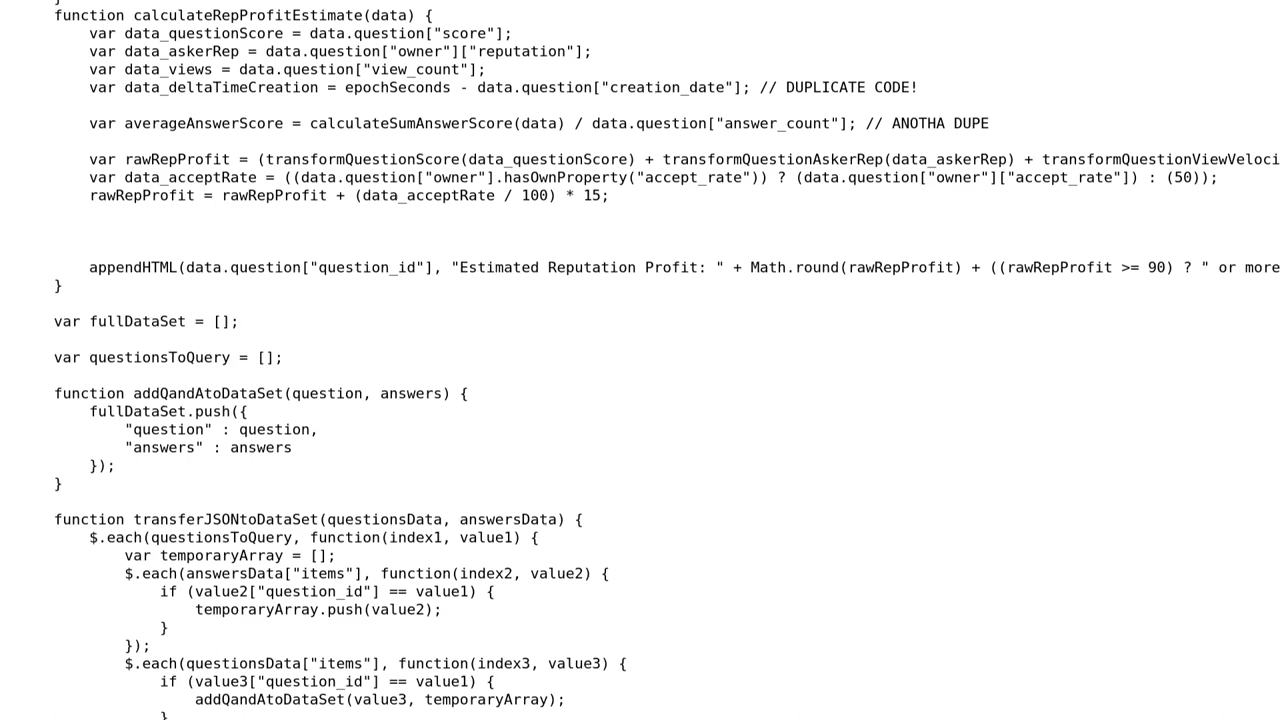 }
function calculateRepProfitEstimate(data) {
    var data_questionScore = data.question["score"];
    var data_askerRep = data.question["owner"]["reputation"];
    var data_views = data.question["view_count"];
    var data_deltaTimeCreation = epochSeconds - data.question["creation_date"]; // DUPLICATE CODE!

    var averageAnswerScore = calculateSumAnswerScore(data) / data.question["answer_count"]; // ANOTHA DUPE

    var rawRepProfit = (transformQuestionScore(data_questionScore) + transformQuestionAskerRep(data_askerRep) + transformQuestionViewVeloci
    var data_acceptRate = ((data.question["owner"].hasOwnProperty("accept_rate")) ? (data.question["owner"]["accept_rate"]) : (50));
    rawRepProfit = rawRepProfit + (data_acceptRate / 100) * 15;



    appendHTML(data.question["question_id"], "Estimated Reputation Profit: " + Math.round(rawRepProfit) + ((rawRepProfit >= 90) ? " or more
}

var fullDataSet = [];

var questionsToQuery = [];

function addQandAtoDataSet(question, answers) {
    fullDataSet.push({
        "question" : question,
        "answers" : answers
    });
}

function transferJSONtoDataSet(questionsData, answersData) {
    $.each(questionsToQuery, function(index1, value1) {
        var temporaryArray = [];
        $.each(answersData["items"], function(index2, value2) {
            if (value2["question_id"] == value1) {
                temporaryArray.push(value2);
            }
        });
        $.each(questionsData["items"], function(index3, value3) {
            if (value3["question_id"] == value1) {
                addQandAtoDataSet(value3, temporaryArray);
            }